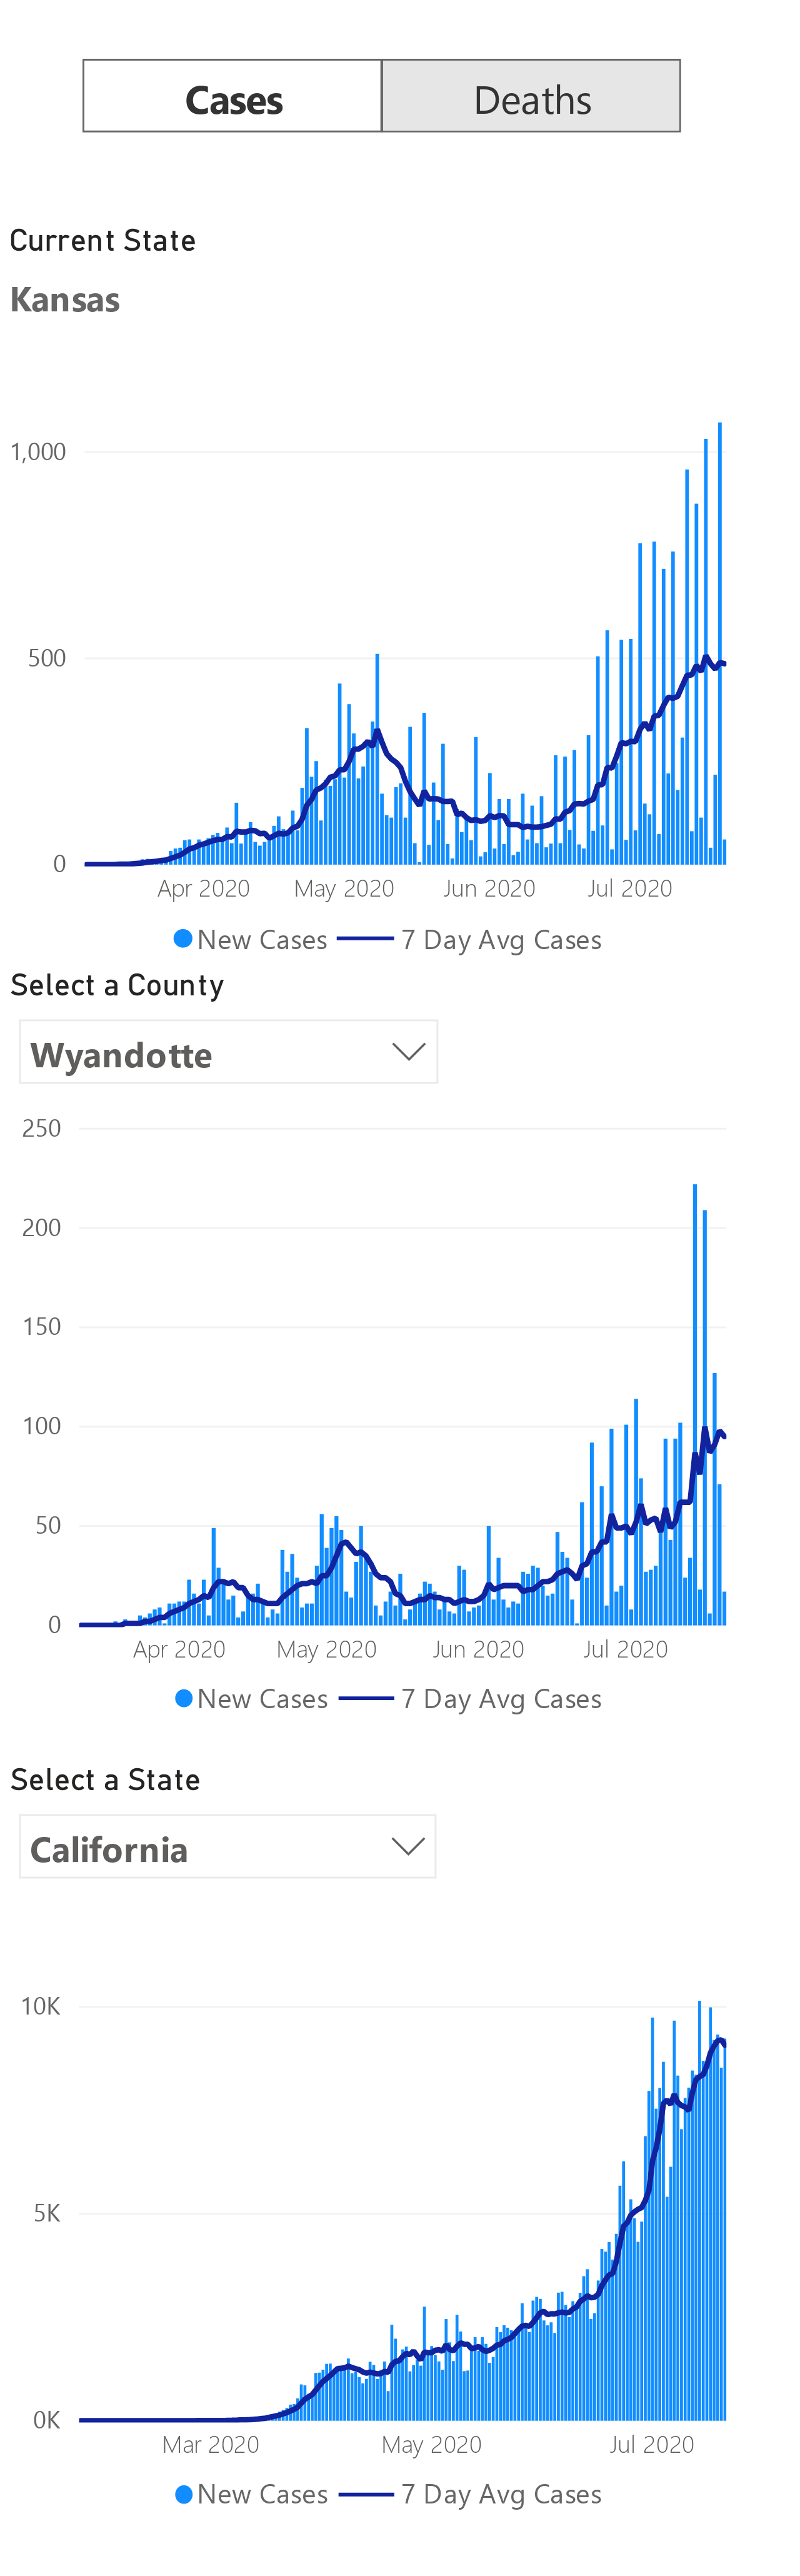 Cases Deaths
Current State
Kansas
1,000
500
0
Apr 2020 May 2020 Jun 2020 Jul 2020
New Cases 7 Day Avg Cases
Select a County
Wyandotte
250
200
150
100
50
0
Apr 2020 May 2020 Jun 2020 Jul 2020
New Cases 7 Day Avg Cases
Select a State
California
10K
5K
0K
Mar 2020 May 2020 Jul 2020
New Cases 7 Day Avg Cases